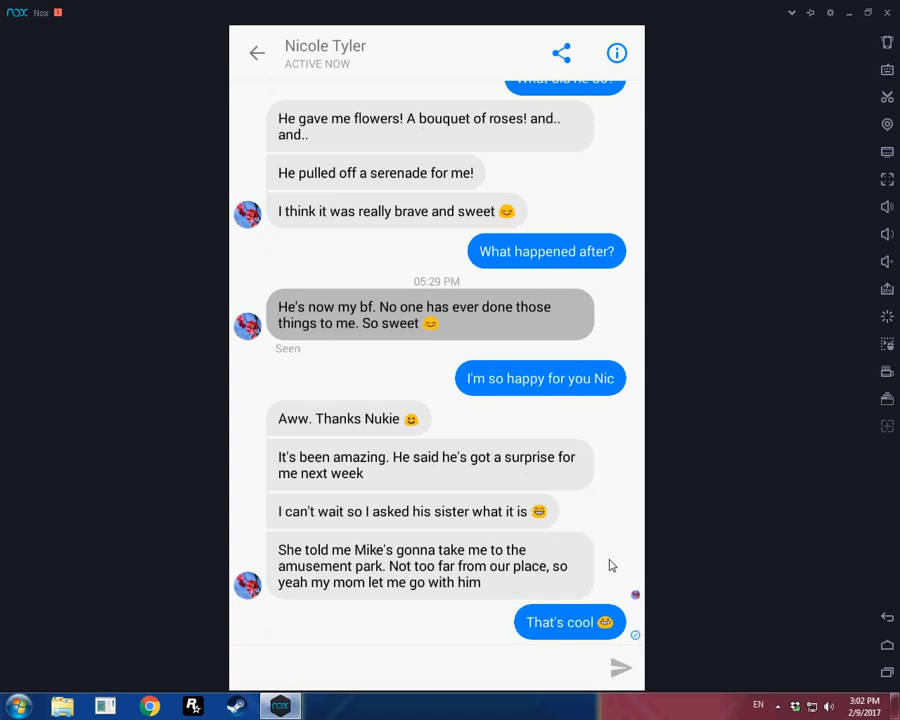 nox Nox
Nicole Tyler
ACTIVE NOW
What did he do?
He gave me flowers! A bouquet of roses! and..
and..
He pulled off a serenade for me!
I think it was really brave and sweet 😊
What happened after?
05:29 PM
He's now my bf. No one has ever done those
things to me. So sweet 😊
Seen
I'm so happy for you Nic
Aww. Thanks Nukie 🙂
It's been amazing. He said he's got a surprise for
me next week
I can't wait so I asked his sister what it is 😁
She told me Mike's gonna take me to the
amusement park. Not too far from our place, so
yeah my mom let me go with him
That's cool 😁
EN
3:02 PM
2/9/2017